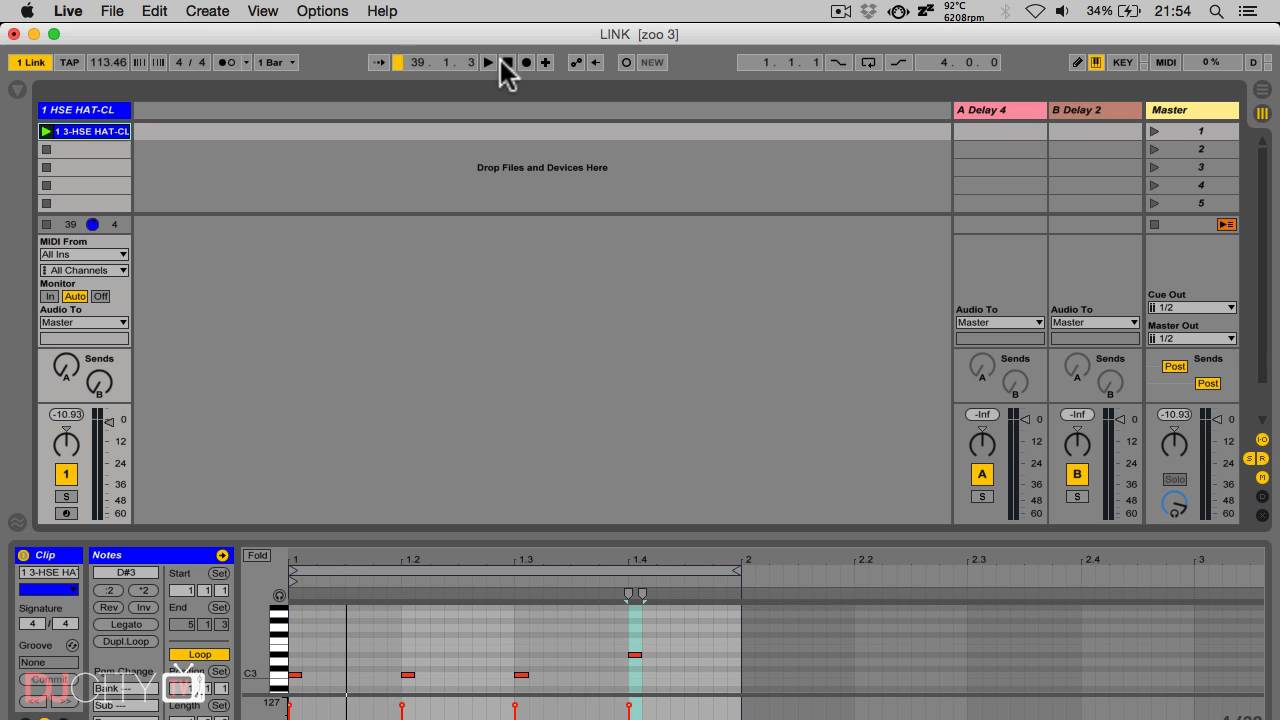 Live File Edit Create View Options Help 92°C 6208rpm 34% 21:54
LINK [zoo 3]
1 Link TAP 113.46 4 / 4 1 Bar 39. 1. 3 NEW 1. 1. 1 4. 0. 0 KEY MIDI 0 % D
1 HSE HAT-CL A Delay 4 B Delay 2 Master
1 3-HSE HAT-CL 1
2
Drop Files and Devices Here 3
4
5
39 4
MIDI From
All Ins
All Channels
Monitor
In Auto Off
Audio To Audio To Audio To Cue Out
Master Master Master 1/2
Master Out
1/2
Sends Sends Sends Sends
A B A B A B Post Post
-10.93 -Inf -Inf -10.93
0 0 0 0
12 12 12 12
24 24 24 24
1 A B Solo
36 36 36 36
S S S
48 48 48 48
60 60 60 60
I·O
S R
M
D
X
Clip Notes Fold 1 1.2 1.3 1.4 2 2.2 2.3 2.4 3
1 3-HSE HA D#3 Start Set
:2 *2 1 1 1
Signature Rev Inv End Set
4 / 4 Legato 5 1 3
Groove Dupl.Loop
None Loop
Commit Pgm Change Position Set
C3
Bank ---
<< >> Sub --- Length Set
127
DJCITY TV